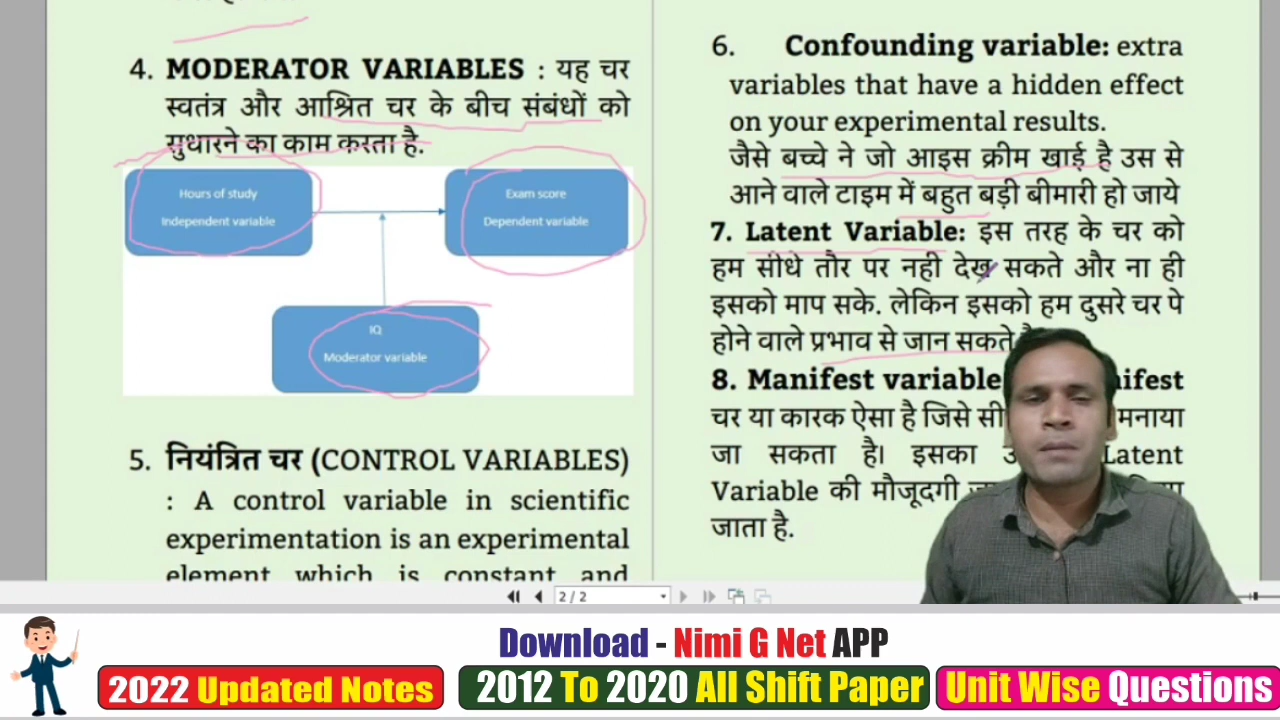 4. MODERATOR VARIABLES : यह चर
स्वतंत्र और आश्रित चर के बीच संबंधों को
सुधारने का काम करता है.
Hours of study
Independent variable
Exam score
Dependent variable
IQ
Moderator variable
5. नियंत्रित चर (CONTROL VARIABLES)
: A control variable in scientific
experimentation is an experimental
element which is constant and
6. Confounding variable: extra
variables that have a hidden effect
on your experimental results.
जैसे बच्चे ने जो आइस क्रीम खाई है उस से
आने वाले टाइम में बहुत बड़ी बीमारी हो जाये
7. Latent Variable: इस तरह के चर को
हम सीधे तौर पर नही देख सकते और ना ही
इसको माप सके. लेकिन इसको हम दुसरे चर पे
होने वाले प्रभाव से जान सकते
8. Manifest variable
चर या कारक ऐसा है जिसे मनाया
जा सकता है। इसका Latent
Variable की मौजूदगी
जाता है.
2 / 2
Download - Nimi G Net APP
2022 Updated Notes
2012 To 2020 All Shift Paper
Unit Wise Questions